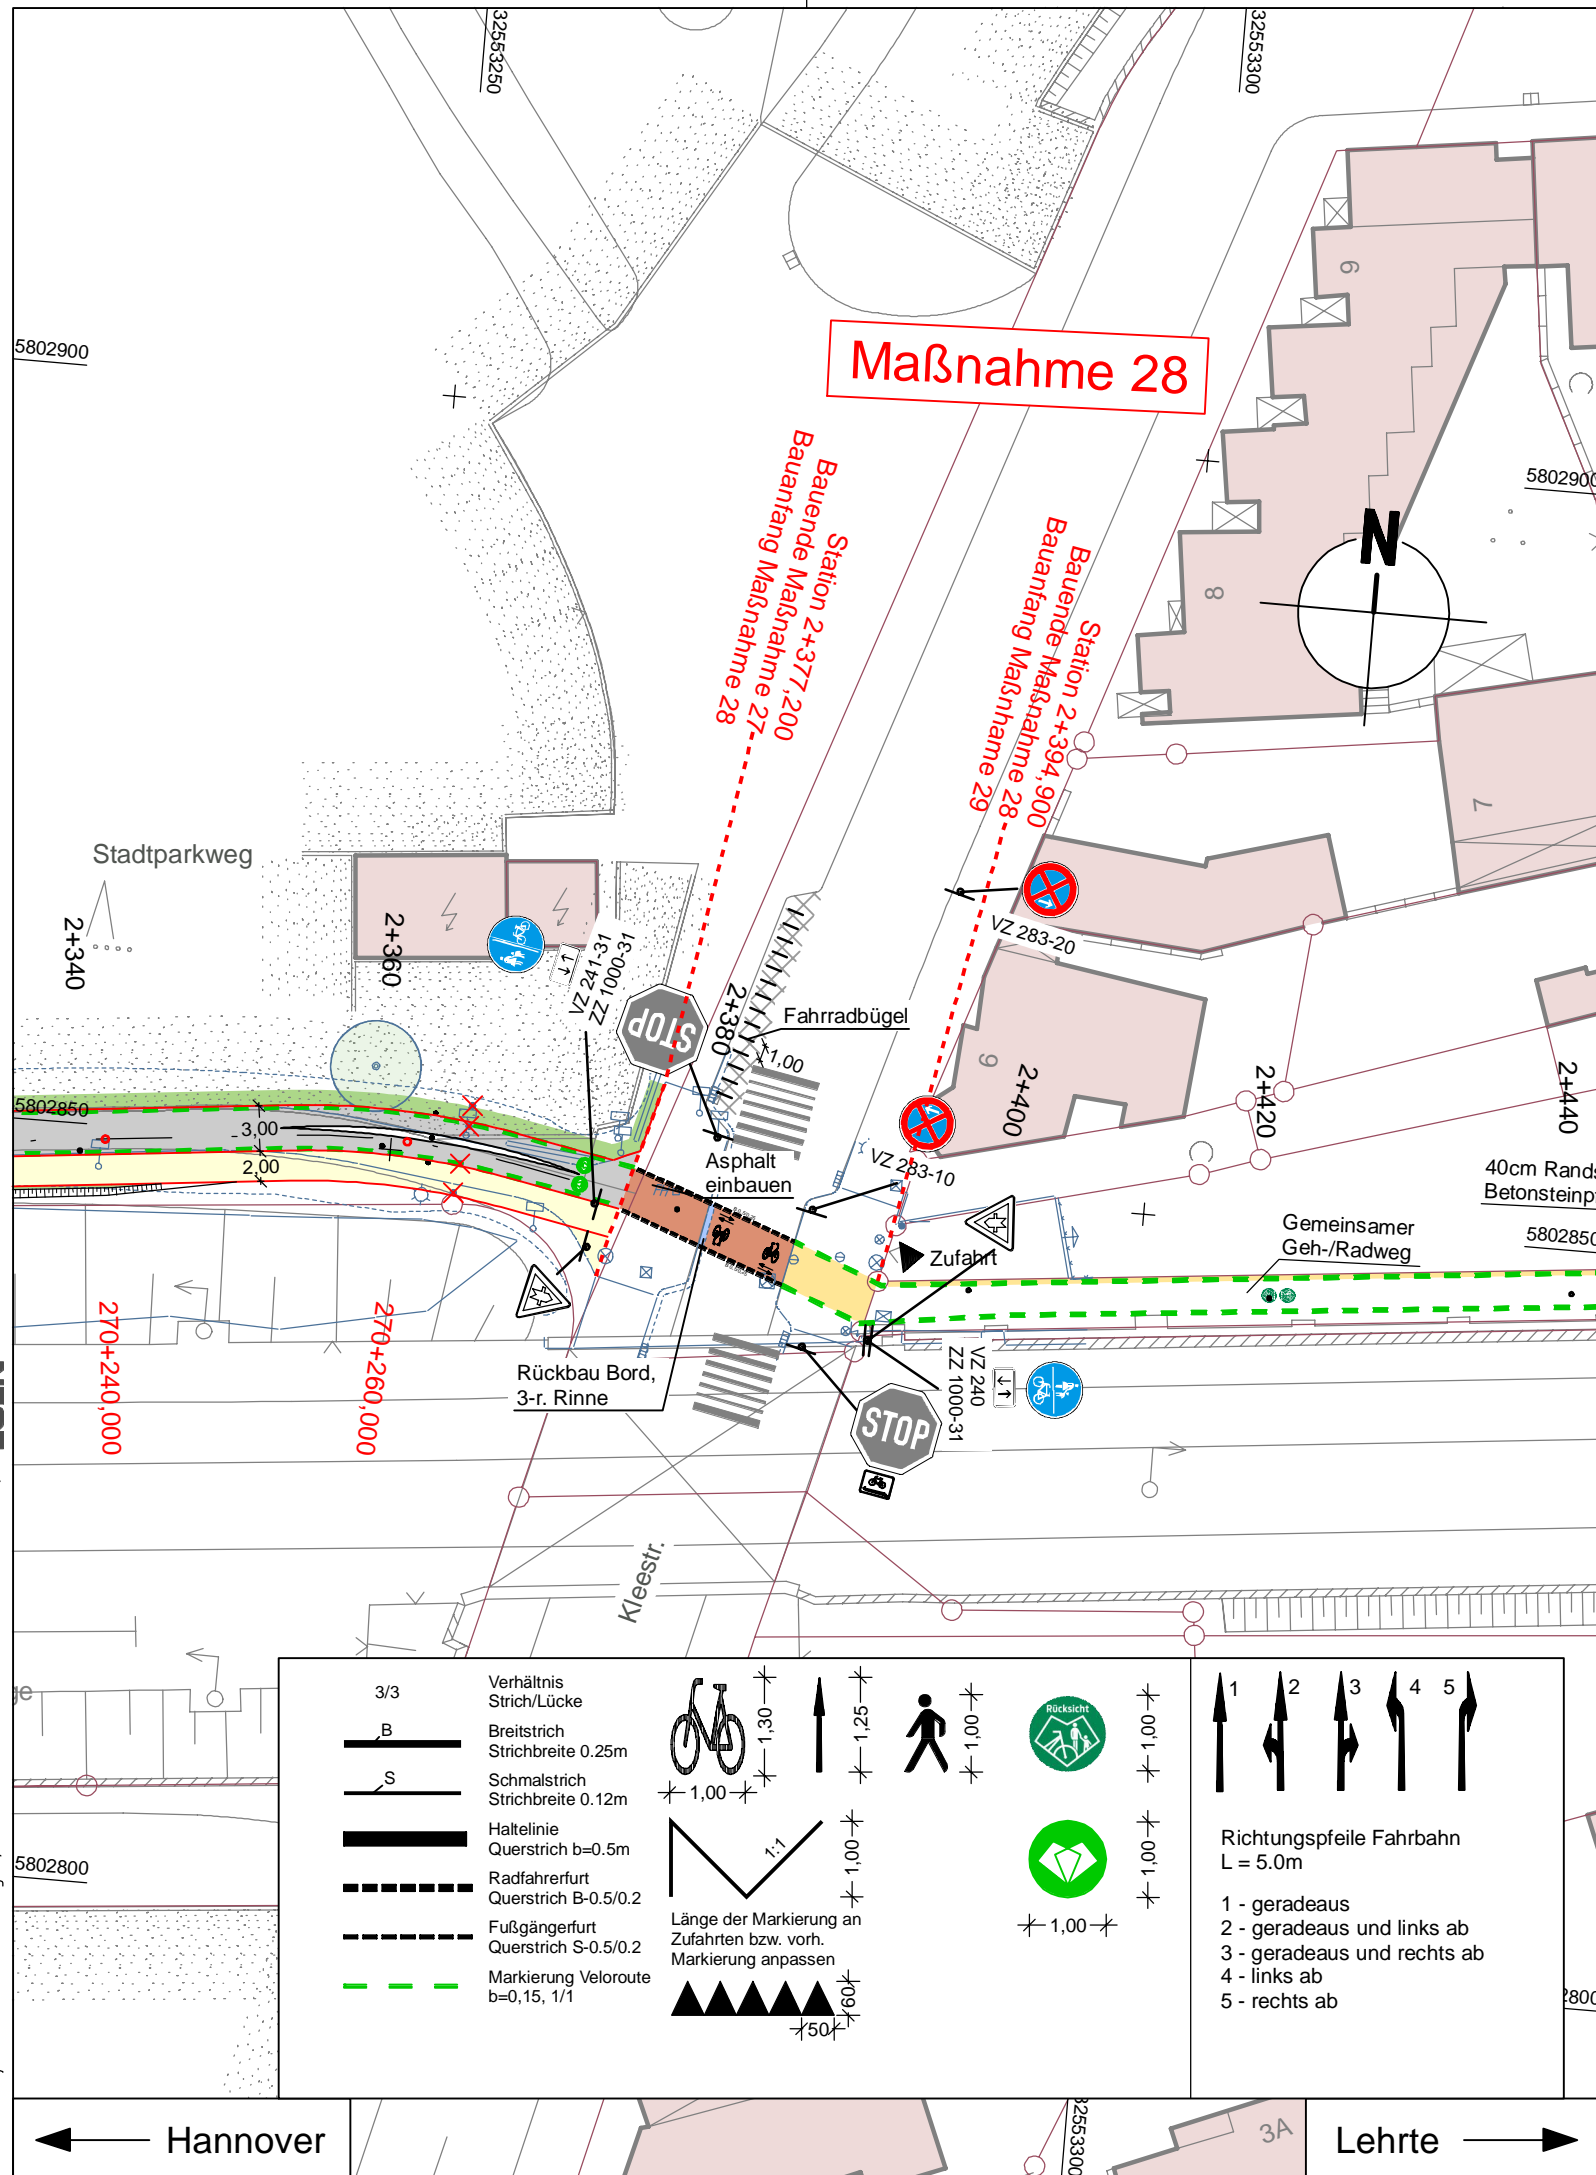 32553250
32553300
5802900
Maßnahme 28
6
5802900
Station 2+377,200
Bauende Maßnahme 27
Bauanfang Maßnahme 28
Station 2+394,900
Bauende Maßnahme 28
Bauanfang Maßnhame 29
N
8
7
Stadtparkweg
2+340
2+360
VZ 241-31
ZZ 1000-31
STOP
2+380
Fahrradbügel
1,00
VZ 283-20
6
2+400
2+420
2+440
5802850
3,00
2,00
Asphalt
einbauen
VZ 283-10
40cm Rands
Betonsteinp
Zufahrt
Gemeinsamer
Geh-/Radweg
5802850
270+240,000
270+260,000
Rückbau Bord,
3-r. Rinne
VZ 240
ZZ 1000-31
STOP
Kleestr.
ge
3/3
Verhältnis
Strich/Lücke
B
Breitstrich
Strichbreite 0.25m
S
Schmalstrich
Strichbreite 0.12m
Haltelinie
Querstrich b=0.5m
Radfahrerfurt
Querstrich B-0.5/0.2
Fußgängerfurt
Querstrich S-0.5/0.2
Markierung Veloroute
b=0,15, 1/1
1,30
1,00
1,25
1,00
Rücksicht
1,00
1:1
1,00
1,00
1,00
Länge der Markierung an
Zufahrten bzw. vorh.
Markierung anpassen
60
50
1
2
3
4
5
Richtungspfeile Fahrbahn
L = 5.0m
1 - geradeaus
2 - geradeaus und links ab
3 - geradeaus und rechts ab
4 - links ab
5 - rechts ab
5802800
2800
Hannover
32553300
3A
Lehrte